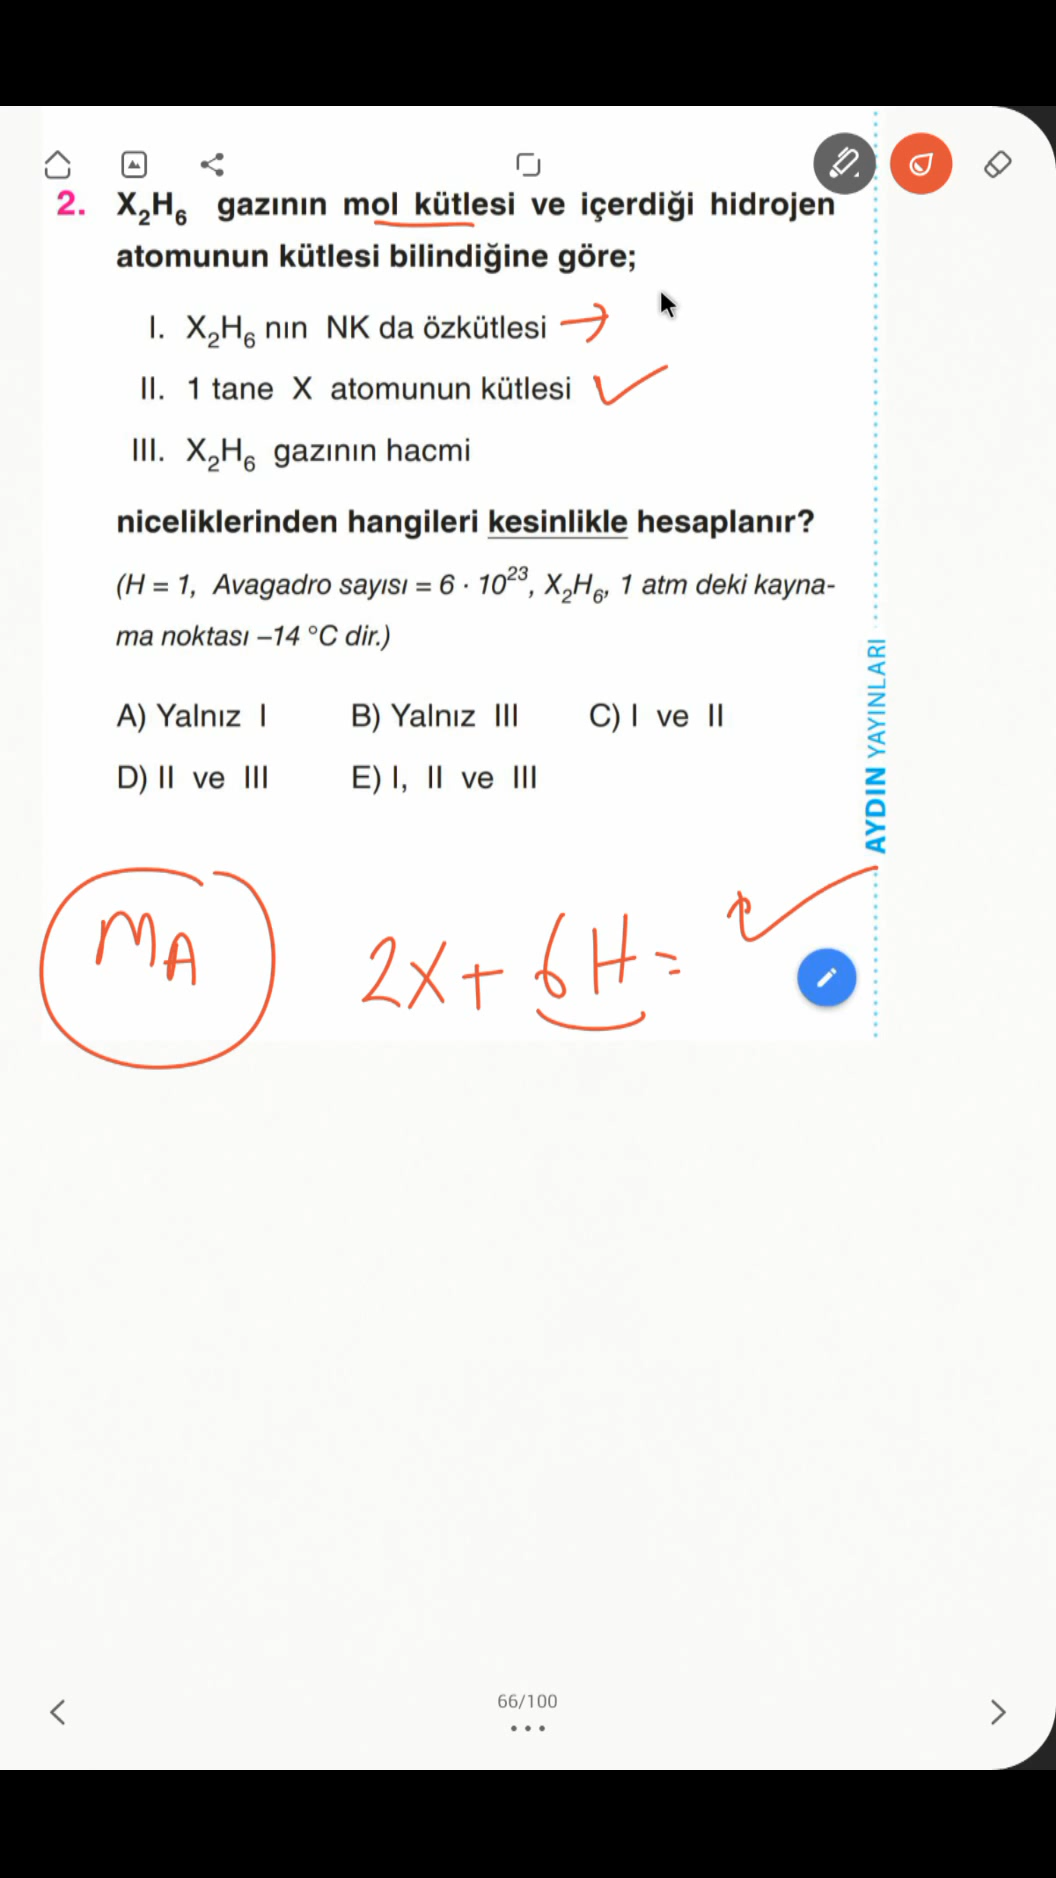 2. X₂H₆ gazının mol kütlesi ve içerdiği hidrojen
atomunun kütlesi bilindiğine göre;
I. X₂H₆ nın NK da özkütlesi →
II. 1 tane X atomunun kütlesi ✓
III. X₂H₆ gazının hacmi
niceliklerinden hangileri kesinlikle hesaplanır?
(H = 1, Avagadro sayısı = 6 · 10²³, X₂H₆, 1 atm deki kayna-
ma noktası –14 °C dir.)
A) Yalnız I B) Yalnız III C) I ve II
D) II ve III E) I, II ve III
AYDIN YAYINLARI
MA 2X + 6H = ✓
66/100